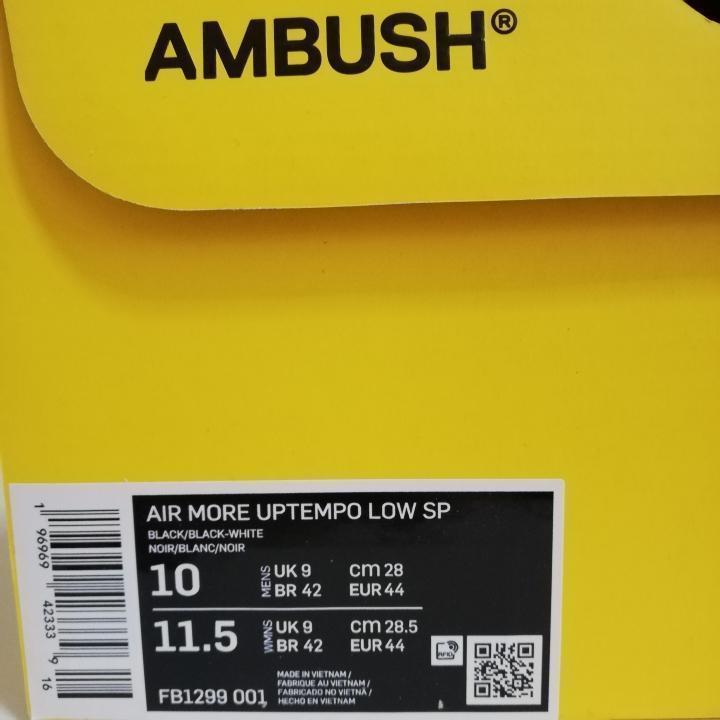 AMBUSH®
AIR MORE UPTEMPO LOW SP
BLACK/BLACK-WHITE
NOIR/BLANC/NOIR
10 MENS UK 9 CM 28
BR 42 EUR 44
11.5 WMNS UK 9 CM 28.5
BR 42 EUR 44
RFID
MADE IN VIETNAM /
FABRIQUE AU VIETNAM /
FABRICADO NO VIETNÃ /
HECHO EN VIETNAM
FB1299 001
1 96969 42333 9 16